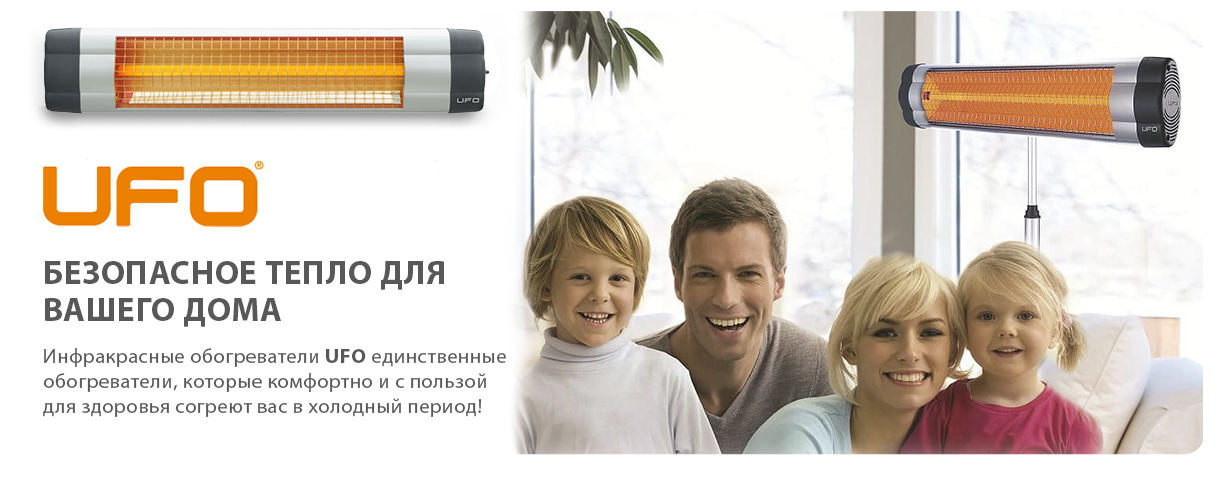 UFO
UFO®
БЕЗОПАСНОЕ ТЕПЛО ДЛЯ
ВАШЕГО ДОМА
Инфракрасные обогреватели UFO единственные
обогреватели, которые комфортно и с пользой
для здоровья согреют вас в холодный период!
UFO
UFO